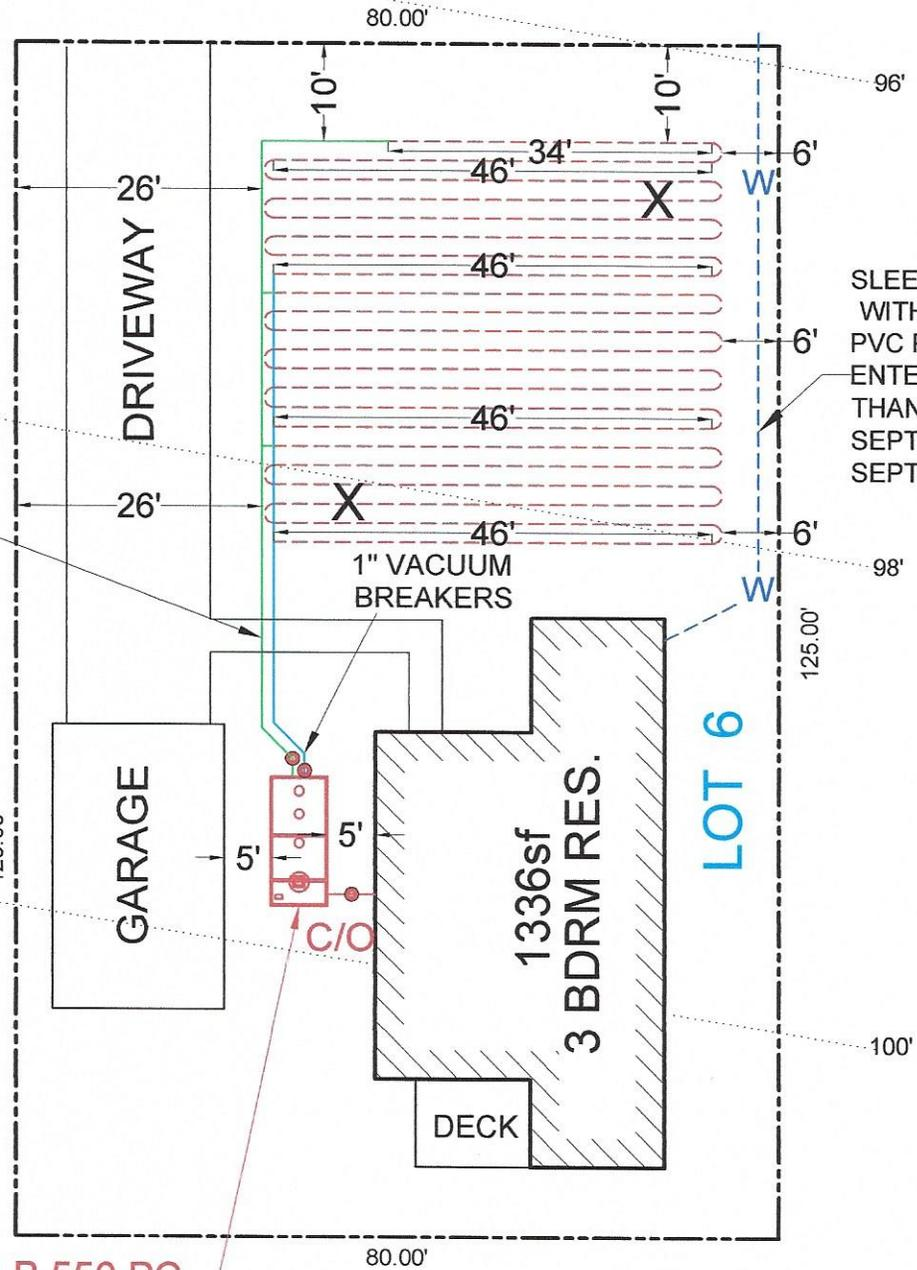 80.00'
96'
10'
10'
34'
6'
46'
26'
W
X
DRIVEWAY
46'
SLEE
WITH
PVC P
ENTE
THAN
SEPT
SEPT
6'
46'
26'
X
46'
6'
98'
1" VACUUM
BREAKERS
W
125.00'
LOT 6
GARAGE
5'
5'
1336sf
3 BDRM RES.
C/O
100'
DECK
80.00'